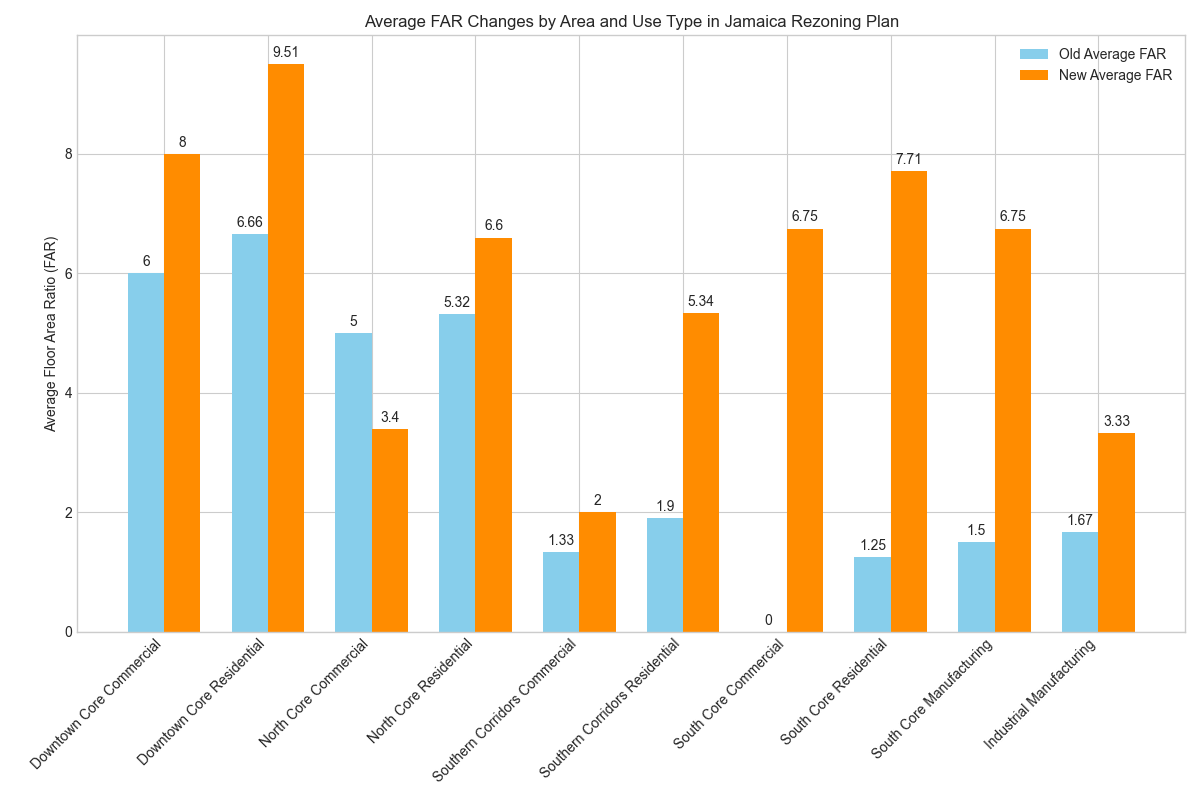 Average FAR Changes by Area and Use Type in Jamaica Rezoning Plan
Old Average FAR
New Average FAR
Average Floor Area Ratio (FAR)
8
6
4
2
0
6
8
6.66
9.51
5
3.4
5.32
6.6
1.33
2
1.9
5.34
0
6.75
1.25
7.71
1.5
6.75
1.67
3.33
Downtown Core Commercial
Downtown Core Residential
North Core Commercial
North Core Residential
Southern Corridors Commercial
Southern Corridors Residential
South Core Commercial
South Core Residential
South Core Manufacturing
Industrial Manufacturing